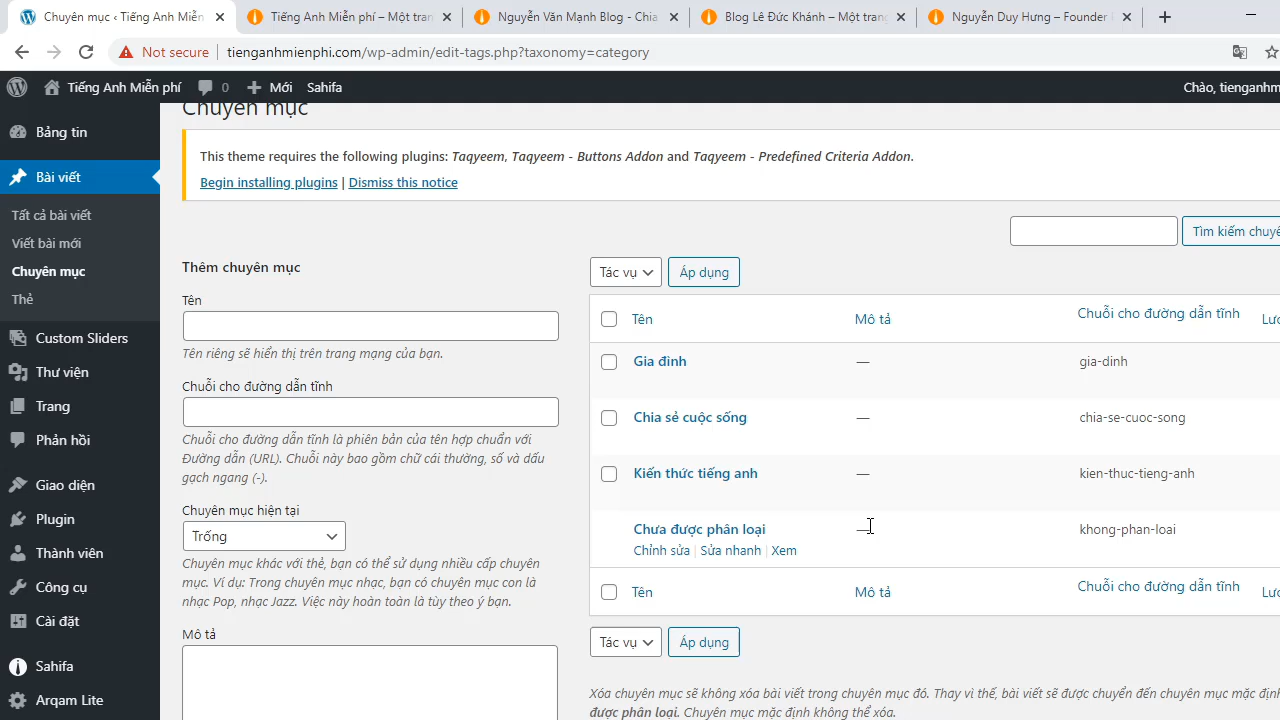 Chuyên mục ‹ Tiếng Anh Miễn
Tiếng Anh Miễn phí – Một tran
Nguyễn Văn Mạnh Blog - Chia
Blog Lê Đức Khánh – Một trang
Nguyễn Duy Hưng – Founder
Not secure
tienganhmienphi.com/wp-admin/edit-tags.php?taxonomy=category
Tiếng Anh Miễn phí
0
Mới
Sahifa
Chào, tienganhm
Bảng tin
Bài viết
Tất cả bài viết
Viết bài mới
Chuyên mục
Thẻ
Custom Sliders
Thư viện
Trang
Phản hồi
Giao diện
Plugin
Thành viên
Công cụ
Cài đặt
Sahifa
Arqam Lite
Chuyên mục
This theme requires the following plugins: Taqyeem, Taqyeem - Buttons Addon and Taqyeem - Predefined Criteria Addon.
Begin installing plugins | Dismiss this notice
Tìm kiếm chuyê
Thêm chuyên mục
Tên
Tên riêng sẽ hiển thị trên trang mạng của bạn.
Chuỗi cho đường dẫn tĩnh
Chuỗi cho đường dẫn tĩnh là phiên bản của tên hợp chuẩn với
Đường dẫn (URL). Chuỗi này bao gồm chữ cái thường, số và dấu
gạch ngang (-).
Chuyên mục hiện tại
Trống
Chuyên mục khác với thẻ, bạn có thể sử dụng nhiều cấp chuyên
mục. Ví dụ: Trong chuyên mục nhạc, bạn có chuyên mục con là
nhạc Pop, nhạc Jazz. Việc này hoàn toàn là tùy theo ý bạn.
Mô tả
Tác vụ
Áp dụng
Tên
Mô tả
Chuỗi cho đường dẫn tĩnh
Lượ
Gia đình
—
gia-dinh
Chia sẻ cuộc sống
—
chia-se-cuoc-song
Kiến thức tiếng anh
—
kien-thuc-tieng-anh
Chưa được phân loại
—
khong-phan-loai
Chỉnh sửa | Sửa nhanh | Xem
Tên
Mô tả
Chuỗi cho đường dẫn tĩnh
Lượ
Tác vụ
Áp dụng
Xóa chuyên mục sẽ không xóa bài viết trong chuyên mục đó. Thay vì thế, bài viết sẽ được chuyển đến chuyên mục mặc địn
được phân loại. Chuyên mục mặc định không thể xóa.